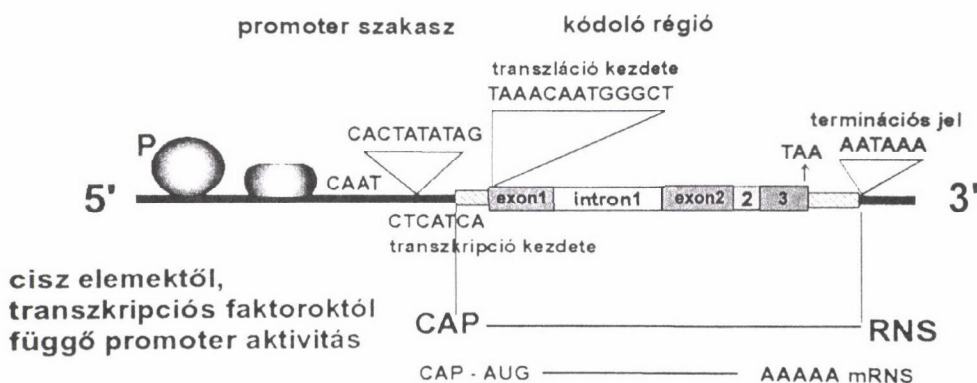 promoter szakasz kódoló régió
transzláció kezdete
TAAACAATGGGCT
terminációs jel
CACTATATAG
TAA
AATAAA
P
CAAT
5'
exon1 intron1 exon2 2 3
3'
CTCATCA
transzkripció kezdete
cisz elemektől,
transzkripciós faktoroktól
függő promoter aktivitás
CAP RNS
CAP - AUG AAAAA mRNS